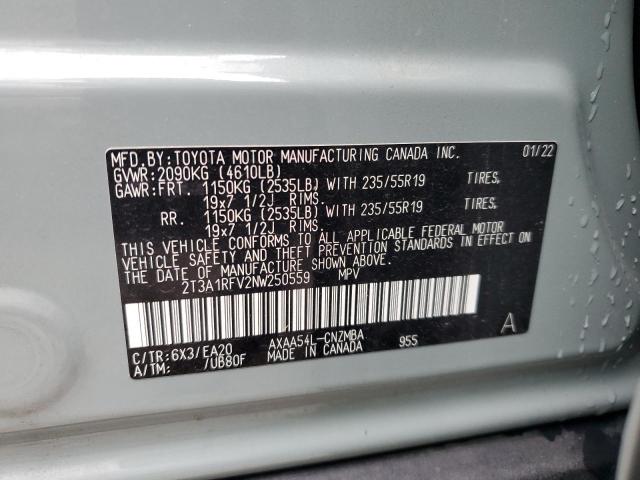 MFD.BY:TOYOTA MOTOR MANUFACTURING CANADA INC. 01/22
GVWR:2090KG (4610LB)
GAWR:FRT. 1150KG (2535LB) WITH 235/55R19 TIRES,
19x7 1/2J RIMS.
RR. 1150KG (2535LB) WITH 235/55R19 TIRES,
19x7 1/2J RIMS.
THIS VEHICLE CONFORMS TO ALL APPLICABLE FEDERAL MOTOR
VEHICLE SAFETY AND THEFT PREVENTION STANDARDS IN EFFECT ON
THE DATE OF MANUFACTURE SHOWN ABOVE.
2T3A1RFV2NW250559 MPV
C/TR:6X3/EA20 AXAA54L-CNZMBA 955 A
A/TM: /UB80F MADE IN CANADA